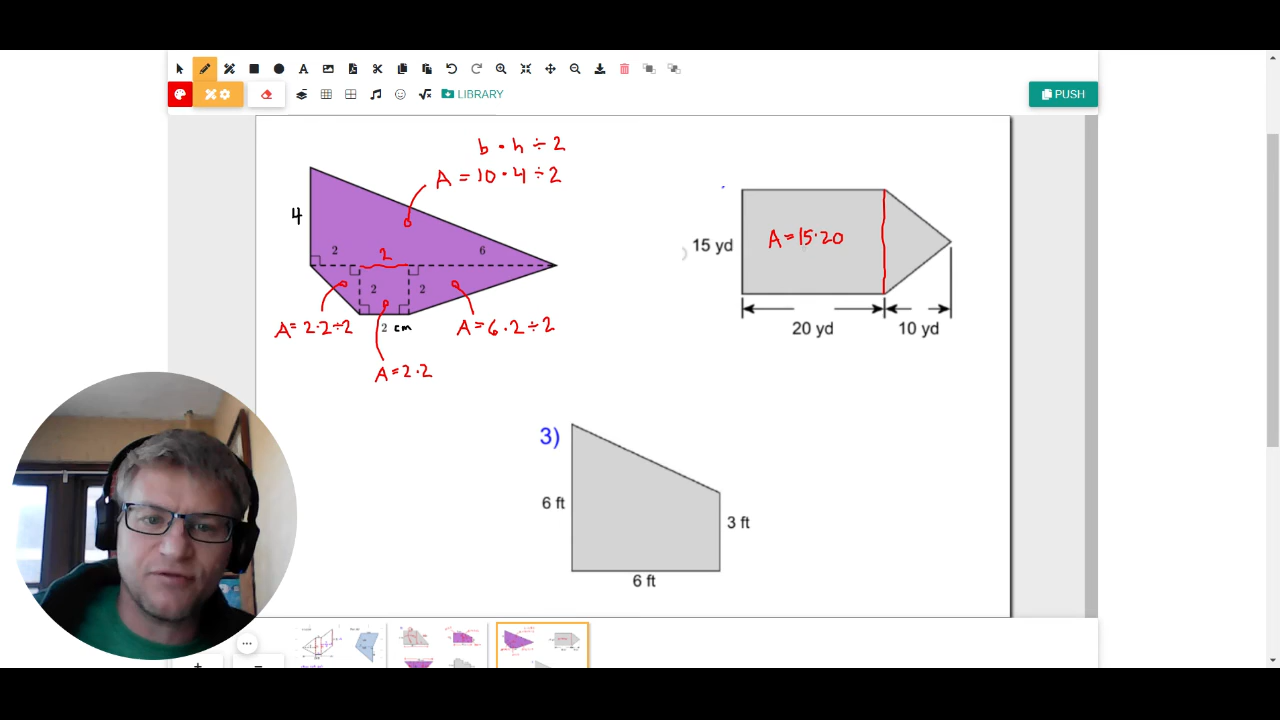 A
LIBRARY
PUSH
b · h ÷ 2
A = 10 · 4 ÷ 2
4
2
2
6
2
2
A = 2·2÷2
2 cm
A = 6·2÷2
A = 2·2
15 yd
A = 15·20
20 yd
10 yd
3)
6 ft
3 ft
6 ft